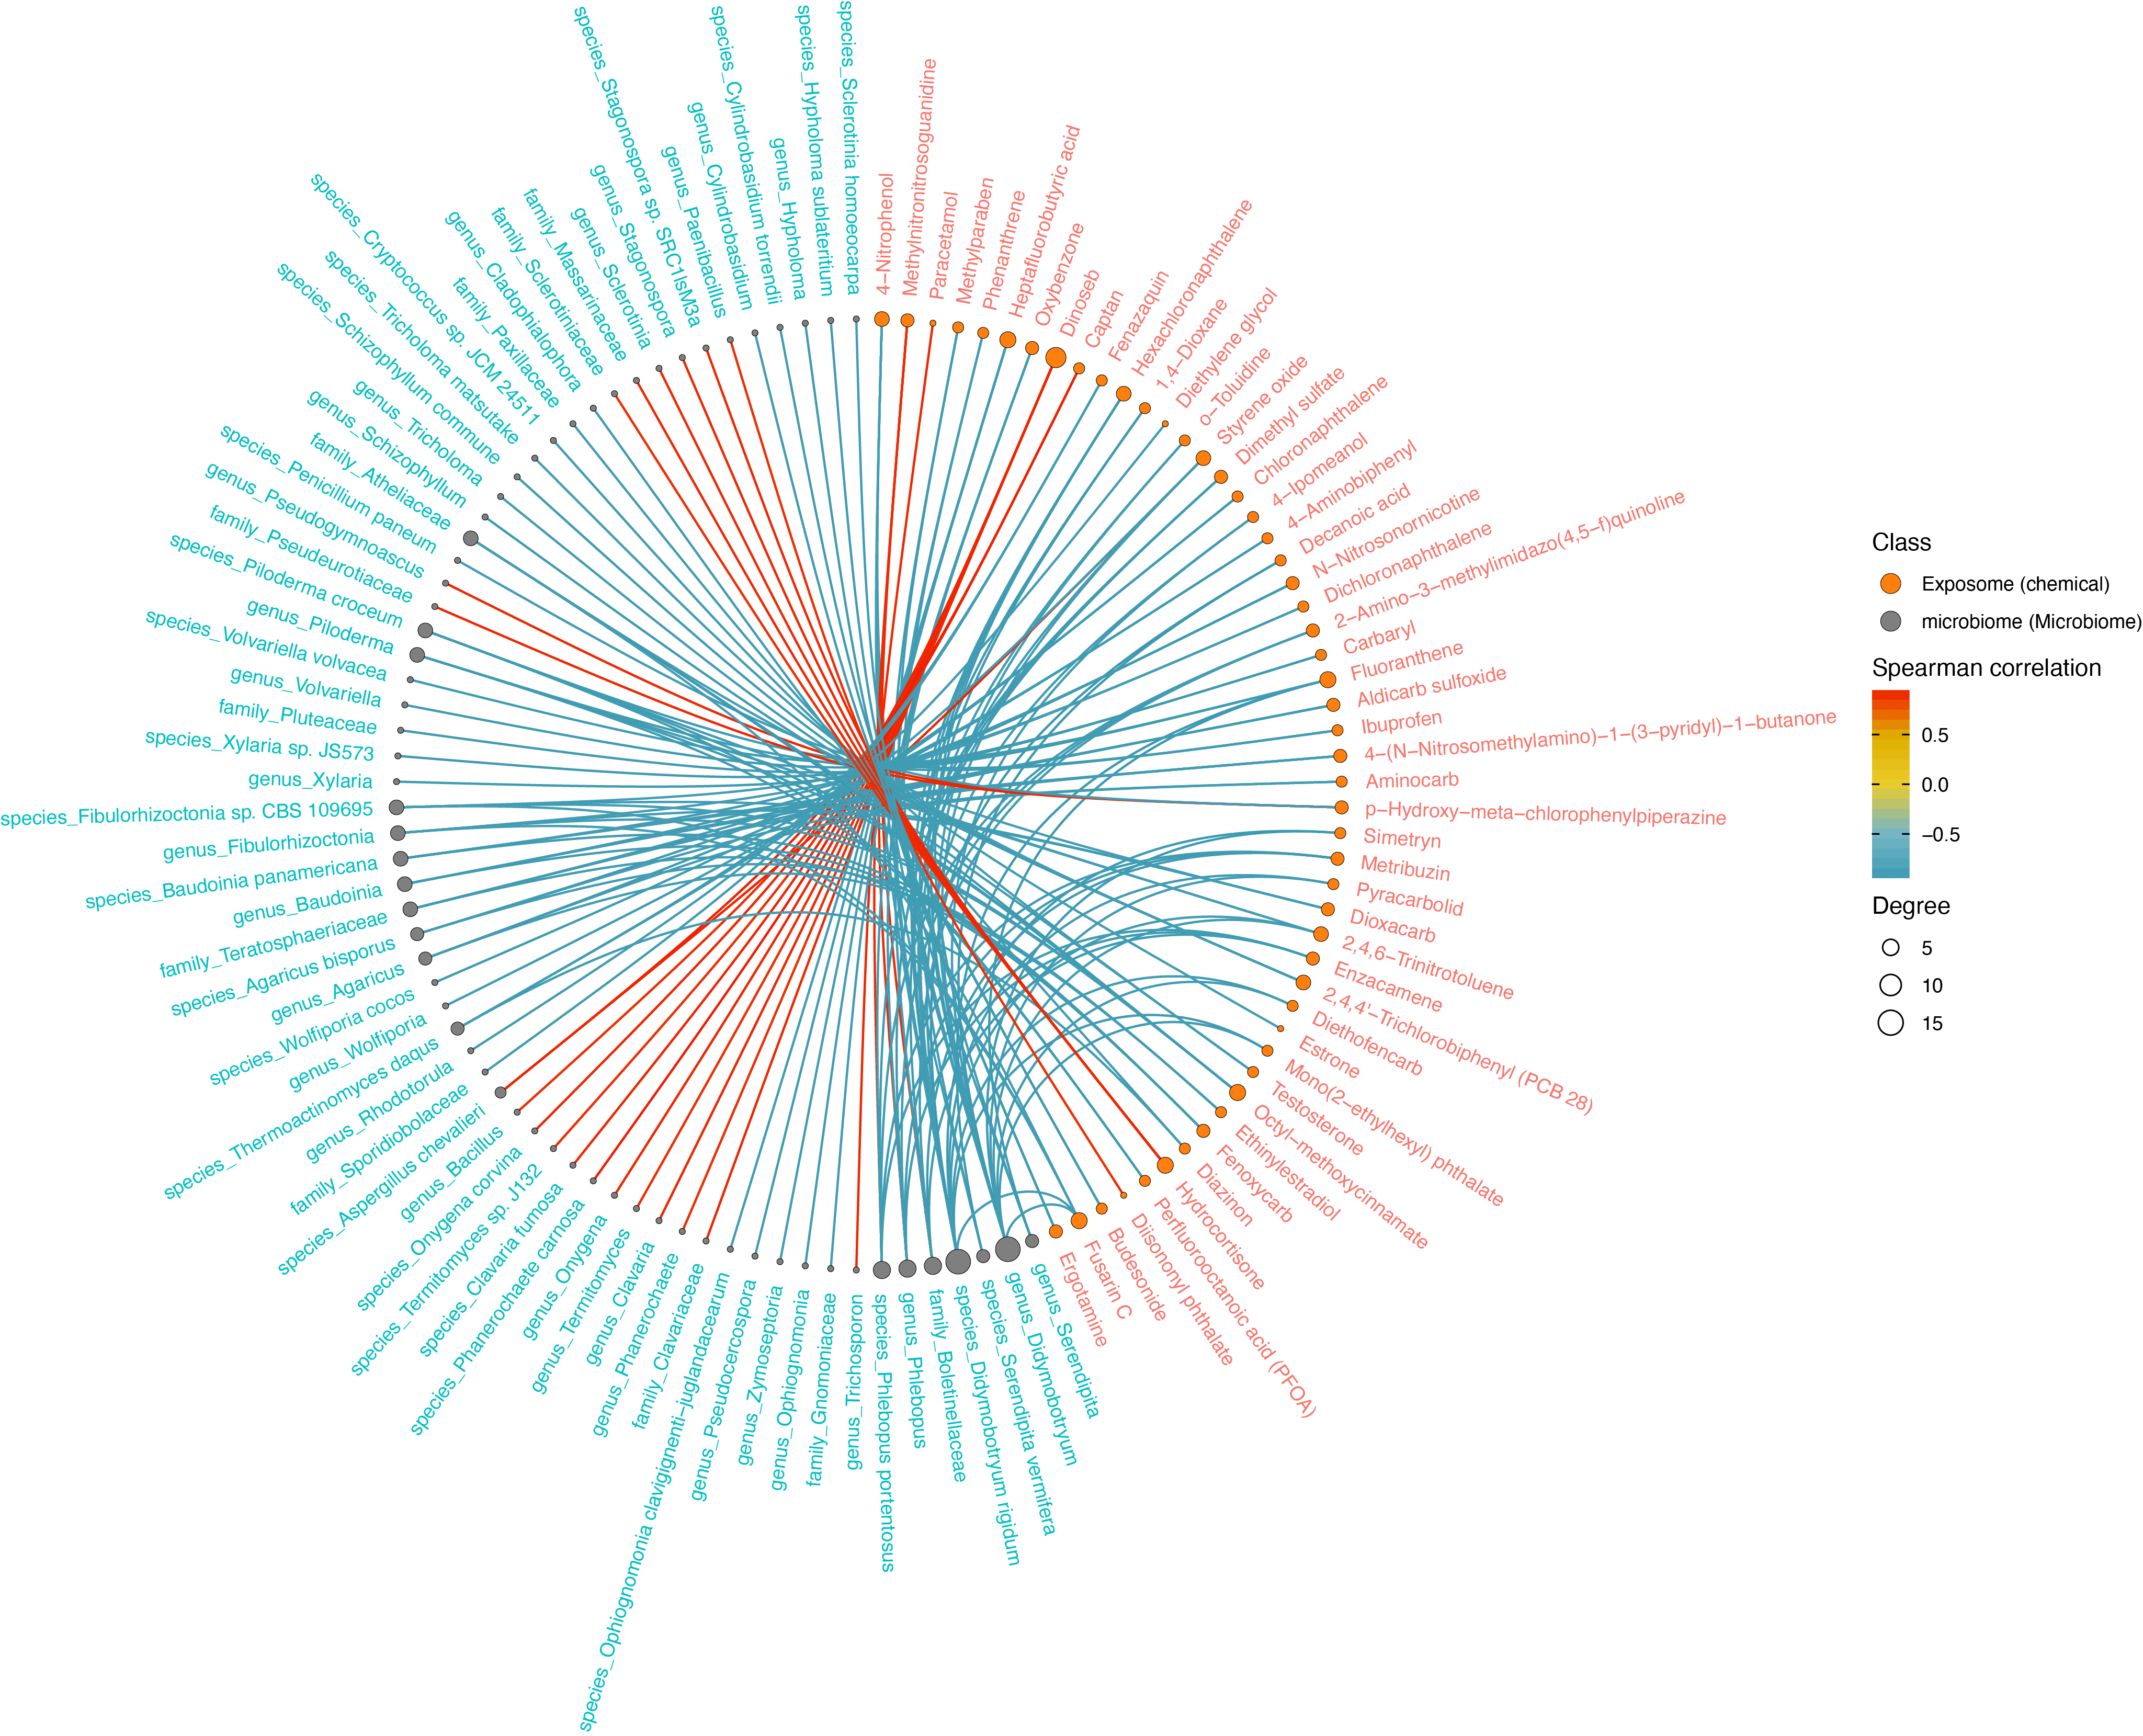 4−Nitrophenol
Methylnitronitrosoguanidine
Paracetamol
Methylparaben
Phenanthrene
Heptafluorobutyric acid
Oxybenzone
Dinoseb
Captan
Fenazaquin
Hexachloronaphthalene
1,4−Dioxane
Diethylene glycol
o−Toluidine
Styrene oxide
Dimethyl sulfate
Chloronaphthalene
4−Ipomeanol
4−Aminobiphenyl
Decanoic acid
N−Nitrosonornicotine
Dichloronaphthalene
2−Amino−3−methylimidazo(4,5−f)quinoline
Carbaryl
Fluoranthene
Aldicarb sulfoxide
Ibuprofen
4−(N−Nitrosomethylamino)−1−(3−pyridyl)−1−butanone
Aminocarb
p−Hydroxy−meta−chlorophenylpiperazine
Simetryn
Metribuzin
Pyracarbolid
Dioxacarb
2,4,6−Trinitrotoluene
Enzacamene
2,4,4'−Trichlorobiphenyl (PCB 28)
Diethofencarb
Estrone
Mono(2−ethylhexyl) phthalate
Testosterone
Octyl−methoxycinnamate
Ethinylestradiol
Fenoxycarb
Diazinon
Hydrocortisone
Perfluorooctanoic acid (PFOA)
Diisononyl phthalate
Budesonide
Fusarin C
Ergotamine
genus_Serendipita
genus_Didymobotryum
species_Serendipita vermifera
species_Didymobotryum rigidum
family_Boletinellaceae
genus_Phlebopus
species_Phlebopus portentosus
genus_Trichosporon
family_Gnomoniaceae
genus_Ophiognomonia
genus_Zymoseptoria
genus_Pseudocercospora
species_Ophiognomonia clavigignenti−juglandacearum
family_Clavariaceae
genus_Phanerochaete
genus_Clavaria
genus_Termitomyces
genus_Onygena
species_Phanerochaete carnosa
species_Clavaria fumosa
species_Termitomyces sp. J132
species_Onygena corvina
genus_Bacillus
species_Aspergillus chevalieri
family_Sporidiobolaceae
genus_Rhodotorula
species_Thermoactinomyces daqus
genus_Wolfiporia
species_Wolfiporia cocos
genus_Agaricus
species_Agaricus bisporus
family_Teratosphaeriaceae
genus_Baudoinia
species_Baudoinia panamericana
genus_Fibulorhizoctonia
species_Fibulorhizoctonia sp. CBS 109695
genus_Xylaria
species_Xylaria sp. JS573
family_Pluteaceae
genus_Volvariella
species_Volvariella volvacea
genus_Piloderma
species_Piloderma croceum
family_Pseudeurotiaceae
genus_Pseudogymnoascus
species_Penicillium paneum
family_Atheliaceae
genus_Schizophyllum
genus_Tricholoma
species_Schizophyllum commune
species_Tricholoma matsutake
species_Cryptococcus sp. JCM 24511
family_Paxillaceae
genus_Cladophialophora
family_Sclerotiniaceae
family_Massarinaceae
genus_Sclerotinia
genus_Stagonospora
species_Stagonospora sp. SRC1lsM3a
genus_Paenibacillus
genus_Cylindrobasidium
species_Cylindrobasidium torrendii
genus_Hypholoma
species_Hypholoma sublateritium
species_Sclerotinia homoeocarpa
Class
Exposome (chemical)
microbiome (Microbiome)
Spearman correlation
0.5
0.0
−0.5
Degree
5
10
15